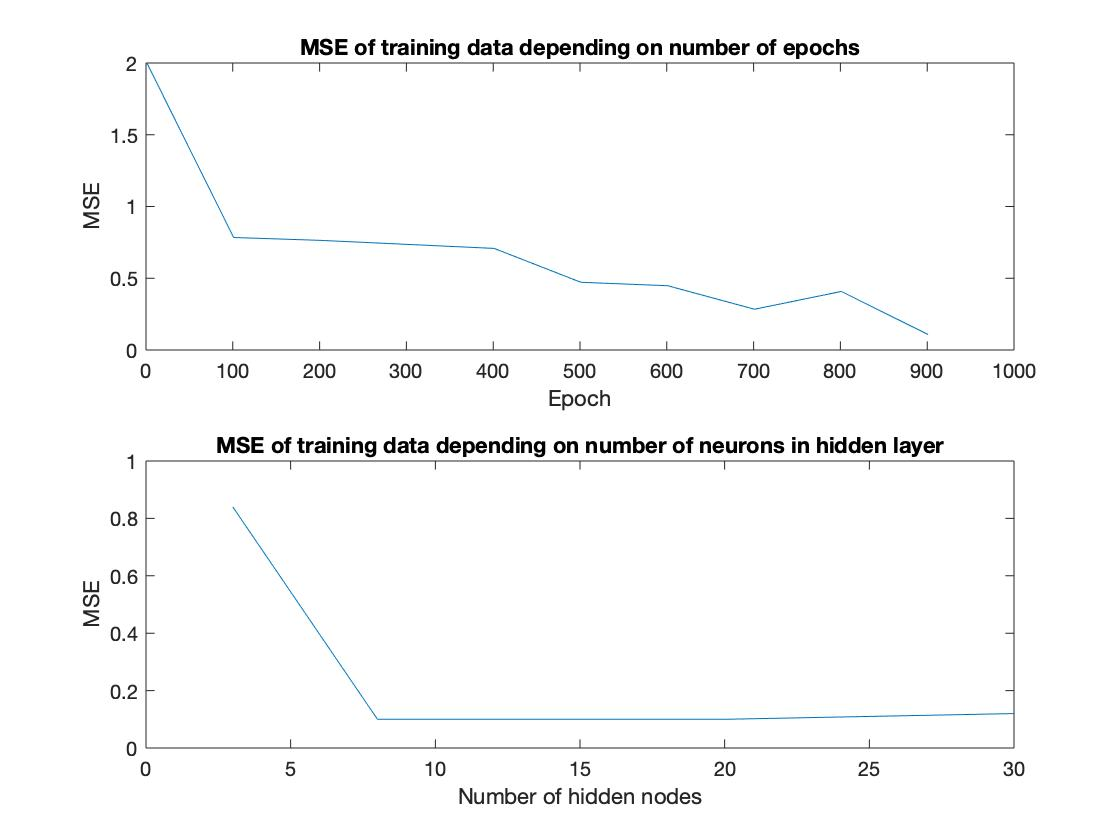 MSE of training data depending on number of epochs
2
1.5
1
0.5
0
MSE
0 100 200 300 400 500 600 700 800 900 1000
Epoch
MSE of training data depending on number of neurons in hidden layer
1
0.8
0.6
0.4
0.2
0
MSE
0 5 10 15 20 25 30
Number of hidden nodes